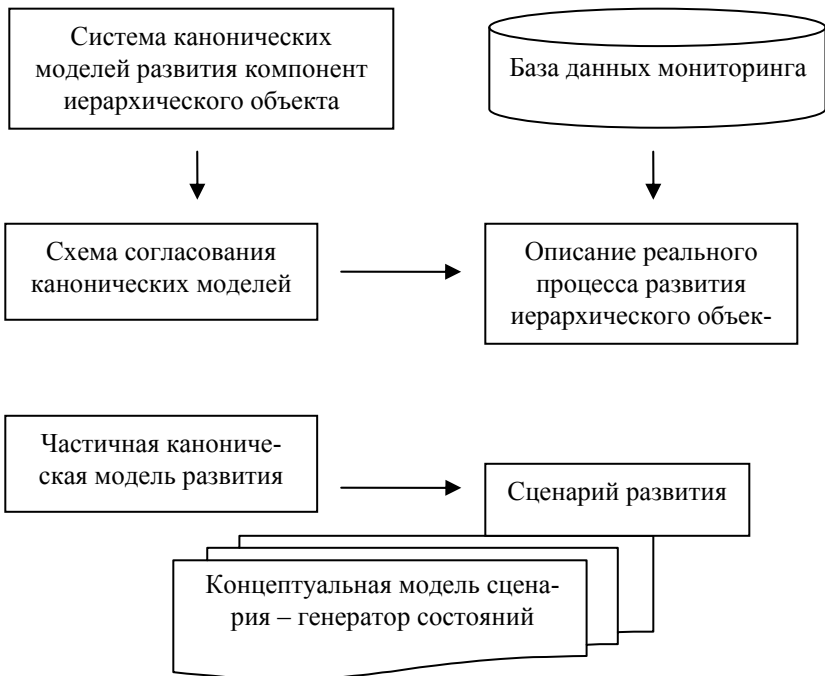 Система канонических
моделей развития компонент
иерархического объекта
База данных мониторинга
Схема согласования
канонических моделей
Описание реального
процесса развития
иерархического объек-
Частичная канониче-
ская модель развития
Сценарий развития
Концептуальная модель сцена-
рия – генератор состояний